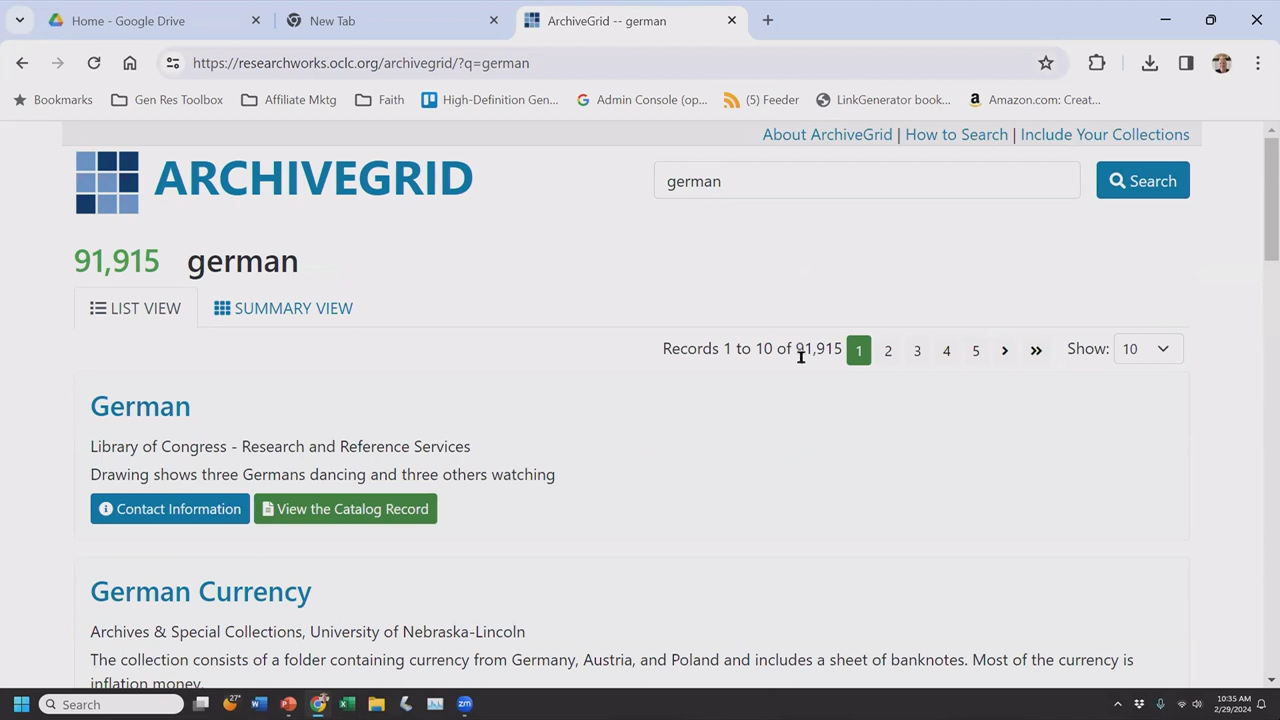 Home - Google Drive
New Tab
ArchiveGrid -- german
https://researchworks.oclc.org/archivegrid/?q=german
Bookmarks
Gen Res Toolbox
Affiliate Mktg
Faith
High-Definition Gen...
Admin Console (op...
(5) Feeder
LinkGenerator book...
Amazon.com: Creat...
About ArchiveGrid | How to Search | Include Your Collections
ARCHIVEGRID
german
Search
91,915 german
LIST VIEW
SUMMARY VIEW
Records 1 to 10 of 91,915
1 2 3 4 5 › »
Show: 10
German
Library of Congress - Research and Reference Services
Drawing shows three Germans dancing and three others watching
Contact Information
View the Catalog Record
German Currency
Archives & Special Collections, University of Nebraska-Lincoln
The collection consists of a folder containing currency from Germany, Austria, and Poland and includes a sheet of banknotes. Most of the currency is
inflation money.
Search
27°
10:35 AM
2/29/2024